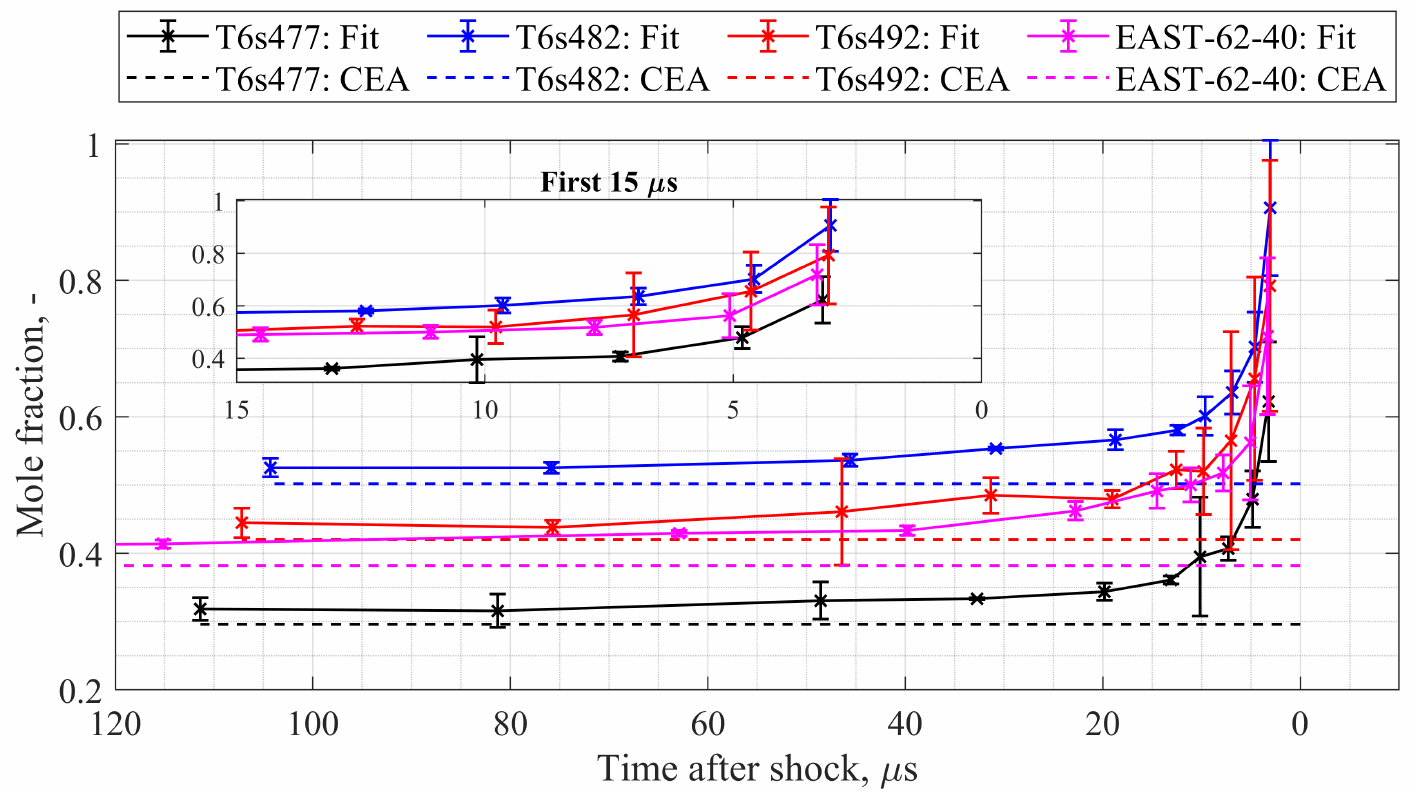 T6s477: Fit T6s482: Fit T6s492: Fit EAST-62-40: Fit
T6s477: CEA T6s482: CEA T6s492: CEA EAST-62-40: CEA
First 15 μs
1
0.8
0.6
0.4
15 10 5 0
Mole fraction, -
1
0.8
0.6
0.4
0.2
120 100 80 60 40 20 0
Time after shock, μs